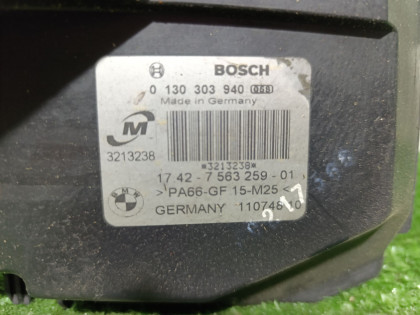 BOSCH
0 130 303 940
Made in Germany
M
3213238
*3213238*
17 42 - 7 563 259 - 01
>PA66-GF 15-M25<
BMW
GERMANY